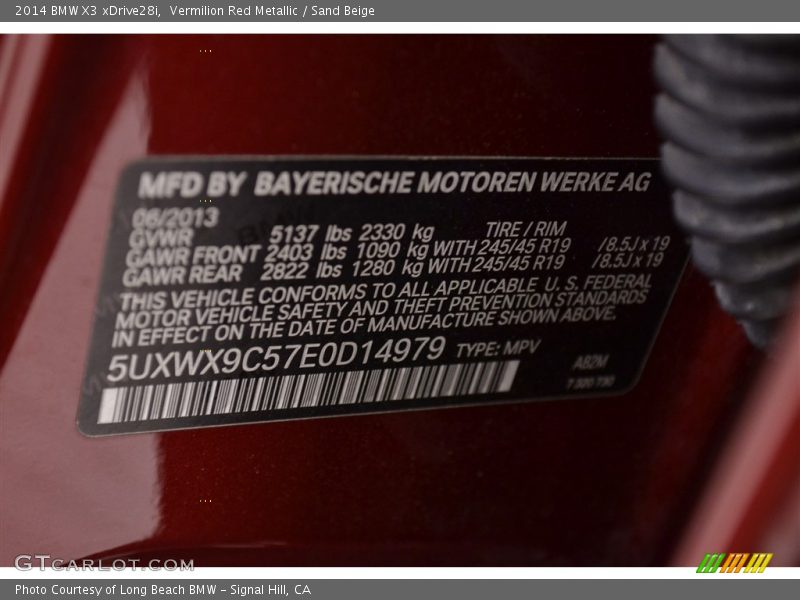 2014 BMW X3 xDrive28i, Vermilion Red Metallic / Sand Beige
MFD BY BAYERISCHE MOTOREN WERKE AG
06/2013
TIRE / RIM
GVWR 5137 lbs 2330 kg
GAWR FRONT 2403 lbs 1090 kg WITH 245/45 R19 /8.5J x 19
GAWR REAR 2822 lbs 1280 kg WITH 245/45 R19 /8.5J x 19
THIS VEHICLE CONFORMS TO ALL APPLICABLE U. S. FEDERAL
MOTOR VEHICLE SAFETY AND THEFT PREVENTION STANDARDS
IN EFFECT ON THE DATE OF MANUFACTURE SHOWN ABOVE.
5UXWX9C57E0D14979 TYPE: MPV
A82M
GTCARLOT.COM
Photo Courtesy of Long Beach BMW - Signal Hill, CA